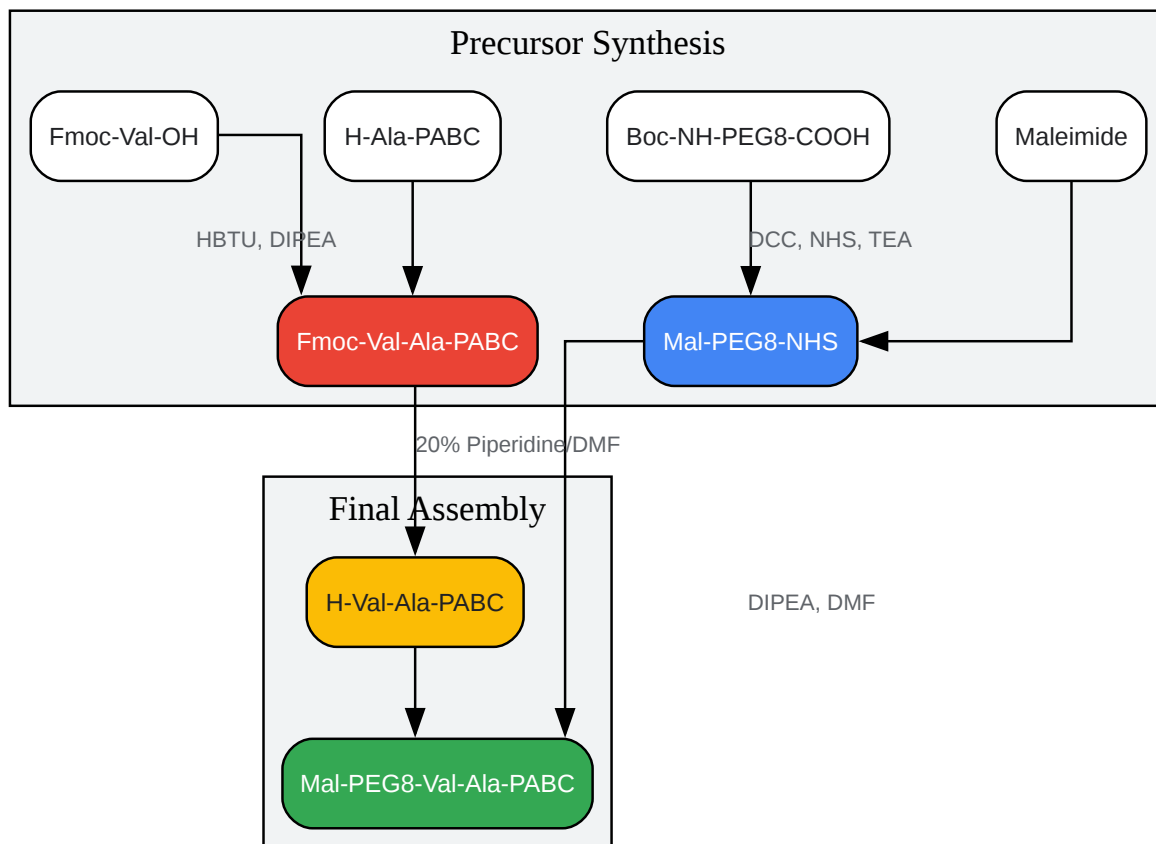 Precursor Synthesis
Fmoc-Val-OH
H-Ala-PABC
Boc-NH-PEG8-COOH
Maleimide
HBTU, DIPEA
DCC, NHS, TEA
Fmoc-Val-Ala-PABC
Mal-PEG8-NHS
20% Piperidine/DMF
Final Assembly
H-Val-Ala-PABC
DIPEA, DMF
Mal-PEG8-Val-Ala-PABC